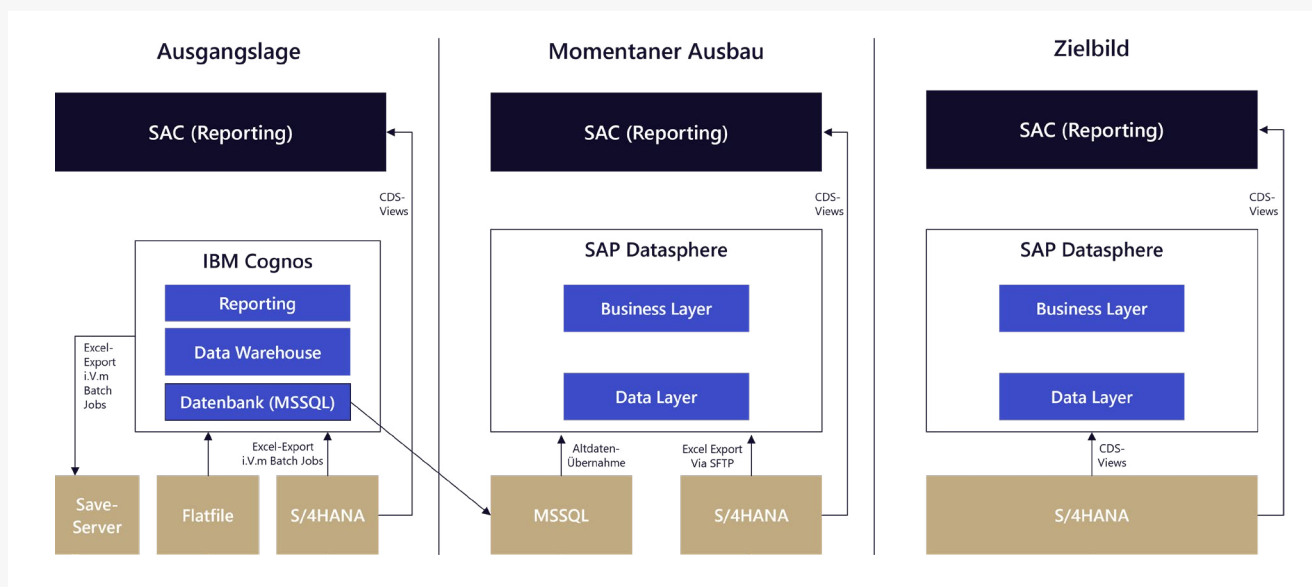 Ausgangslage
SAC (Reporting)
CDS-
Views
IBM Cognos
Reporting
Data Warehouse
Datenbank (MSSQL)
Excel-
Export
i.V.m
Batch
Jobs
Excel-Export
i.V.m Batch Jobs
Save-
Server
Flatfile
S/4HANA
Momentaner Ausbau
SAC (Reporting)
CDS-
Views
SAP Datasphere
Business Layer
Data Layer
Altdaten-
Übernahme
Excel Export
Via SFTP
MSSQL
S/4HANA
Zielbild
SAC (Reporting)
CDS-
Views
SAP Datasphere
Business Layer
Data Layer
CDS-
Views
S/4HANA